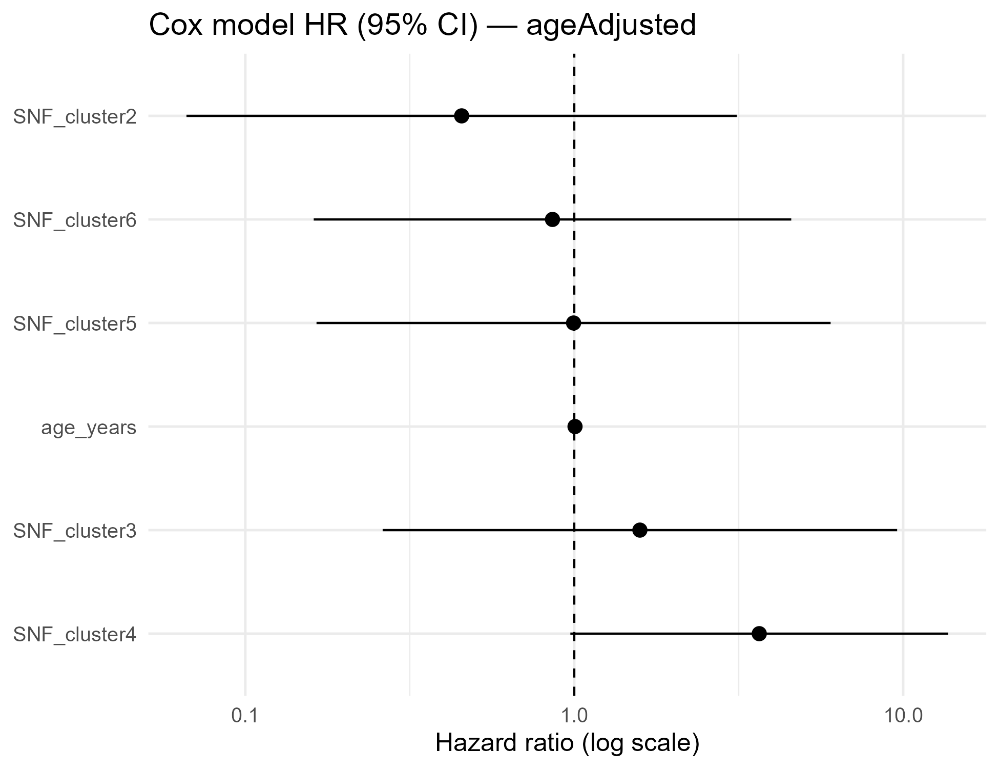 Cox model HR (95% CI) — ageAdjusted
SNF_cluster2
SNF_cluster6
SNF_cluster5
age_years
SNF_cluster3
SNF_cluster4
0.1 1.0 10.0
Hazard ratio (log scale)